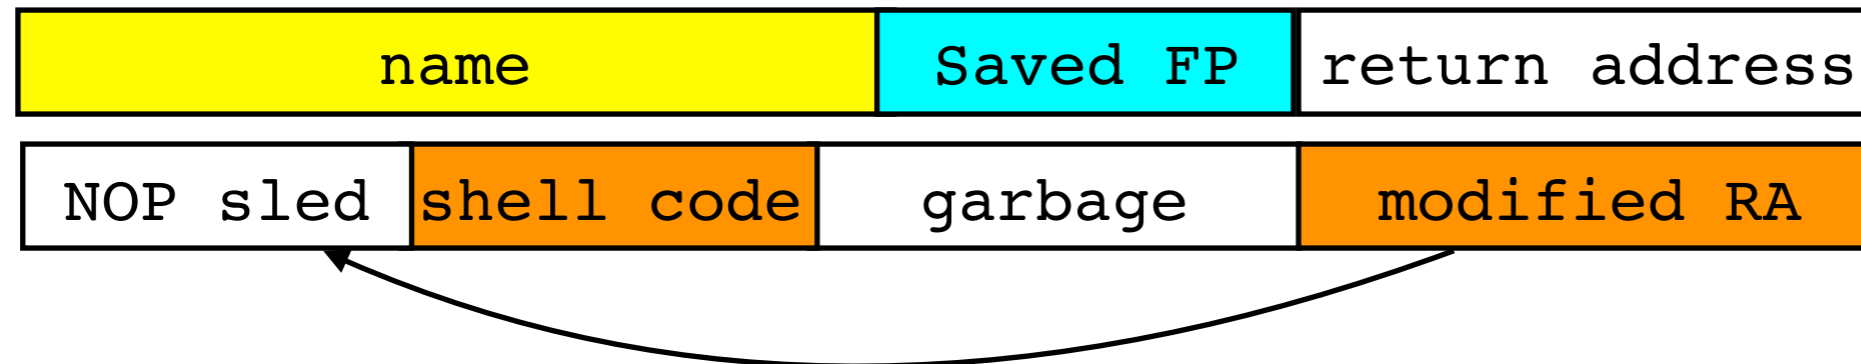 name Saved FP return address
NOP sled shell code garbage modified RA